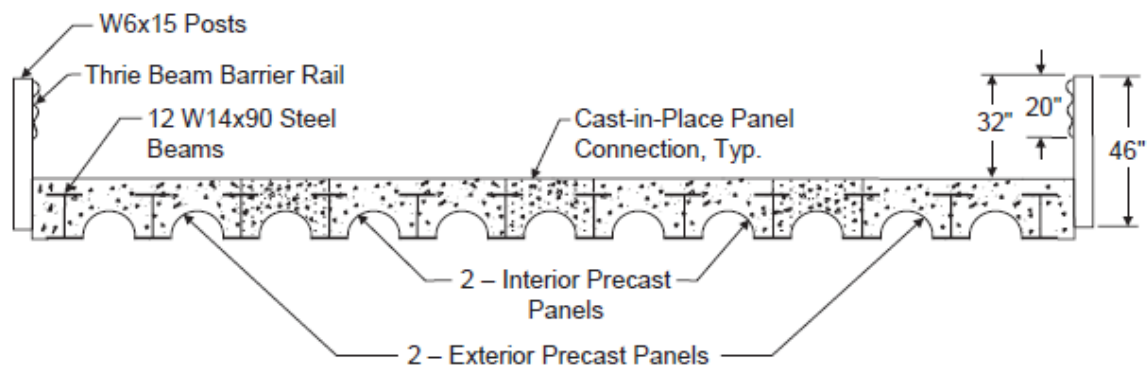 W6x15 Posts
Thrie Beam Barrier Rail
12 W14x90 Steel
Beams
Cast-in-Place Panel
Connection, Typ.
32"
20"
46"
2 – Interior Precast
Panels
2 – Exterior Precast Panels